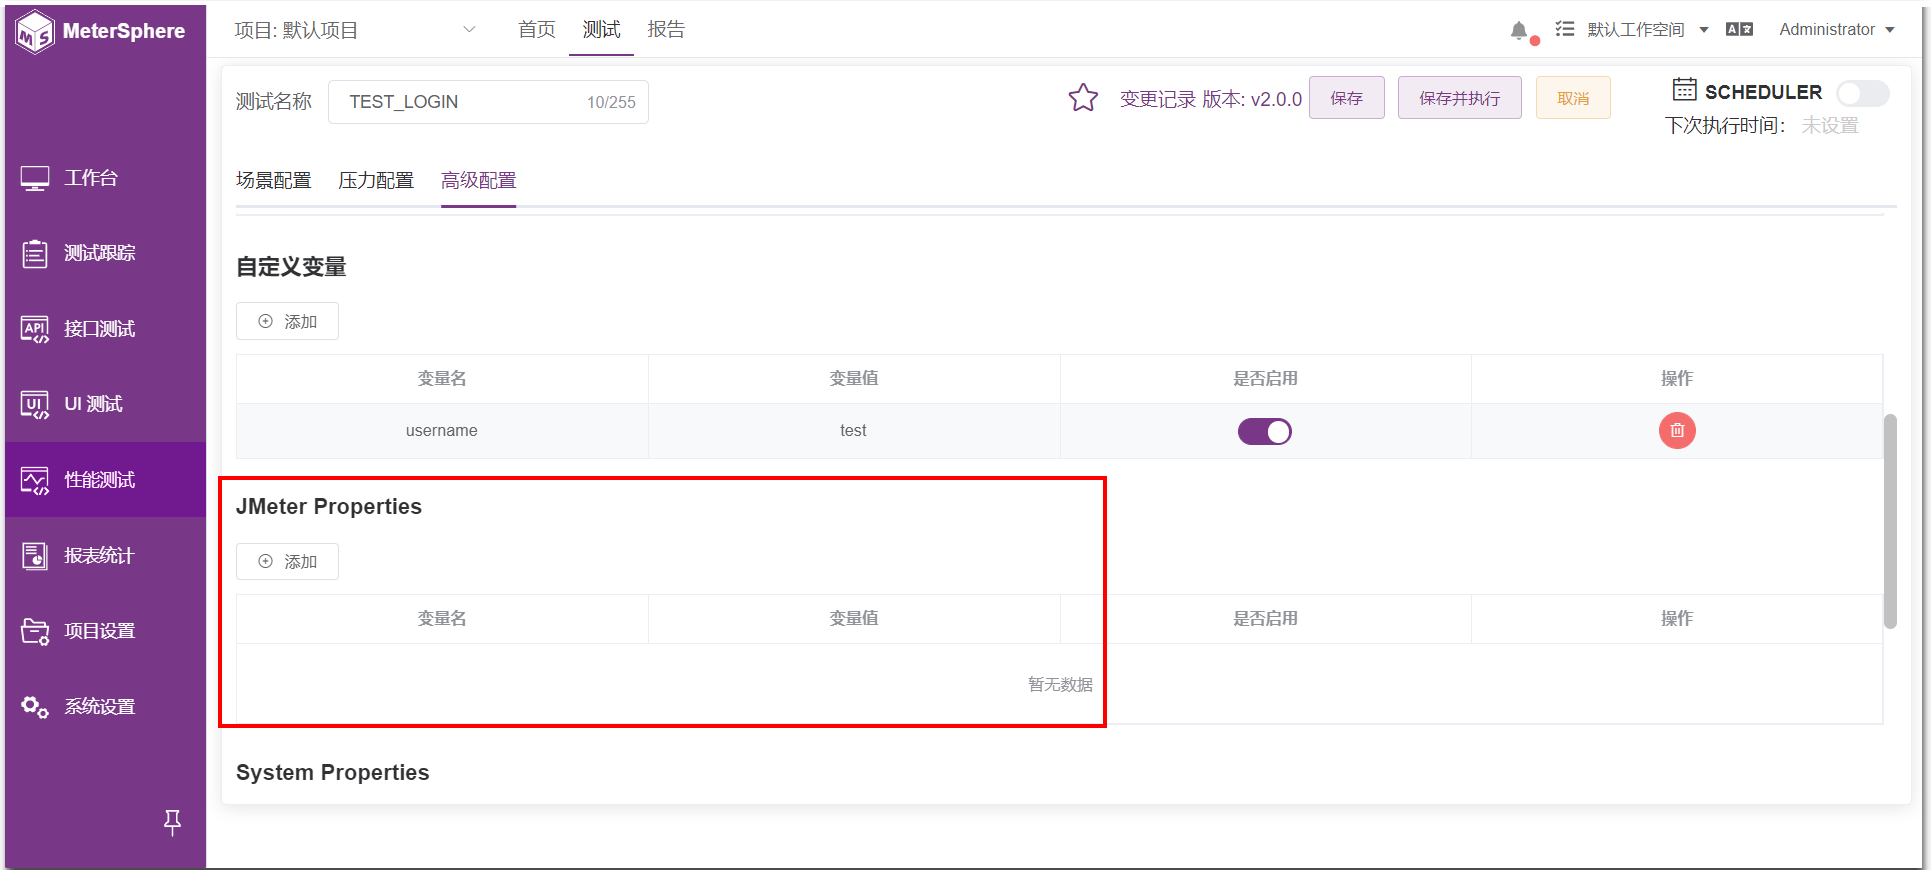 MeterSphere
项目: 默认项目
首页
测试
报告
默认工作空间
Administrator
测试名称
TEST_LOGIN
10/255
变更记录
版本: v2.0.0
保存
保存并执行
取消
SCHEDULER
下次执行时间:
未设置
工作台
测试跟踪
API
接口测试
UI
UI 测试
性能测试
报表统计
项目设置
系统设置
场景配置
压力配置
高级配置
自定义变量
添加
变量名
变量值
是否启用
操作
username
test
JMeter Properties
添加
变量名
变量值
是否启用
操作
暂无数据
System Properties